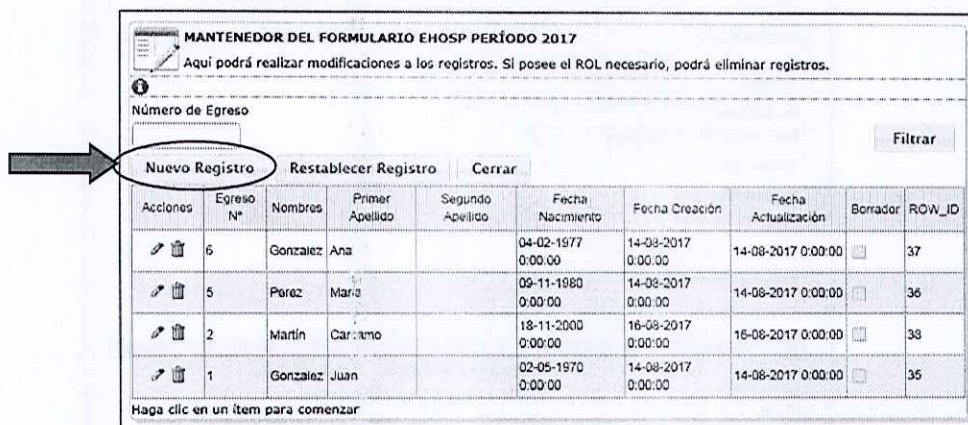 MANTENEDOR DEL FORMULARIO EHOSP PERÍODO 2017
Aquí podrá realizar modificaciones a los registros. Si posee el ROL necesario, podrá eliminar registros.
Número de Egreso
Filtrar
Nuevo Registro Restablecer Registro Cerrar
Acciones Egreso N° Nombres Primer Apellido Segundo Apellido Fecha Nacimiento Fecha Creación Fecha Actualización Borrador ROW_ID
6 Gonzalez Ana 04-02-1977 0:00:00 14-08-2017 0:00:00 14-08-2017 0:00:00 37
5 Perez Maria 09-11-1980 0:00:00 14-08-2017 0:00:00 14-08-2017 0:00:00 36
2 Martín 18-11-2000 0:00:00 16-08-2017 0:00:00 16-08-2017 0:00:00 38
1 Gonzalez Juan 02-05-1970 0:00:00 14-08-2017 0:00:00 14-08-2017 0:00:00 35
Haga clic en un ítem para comenzar